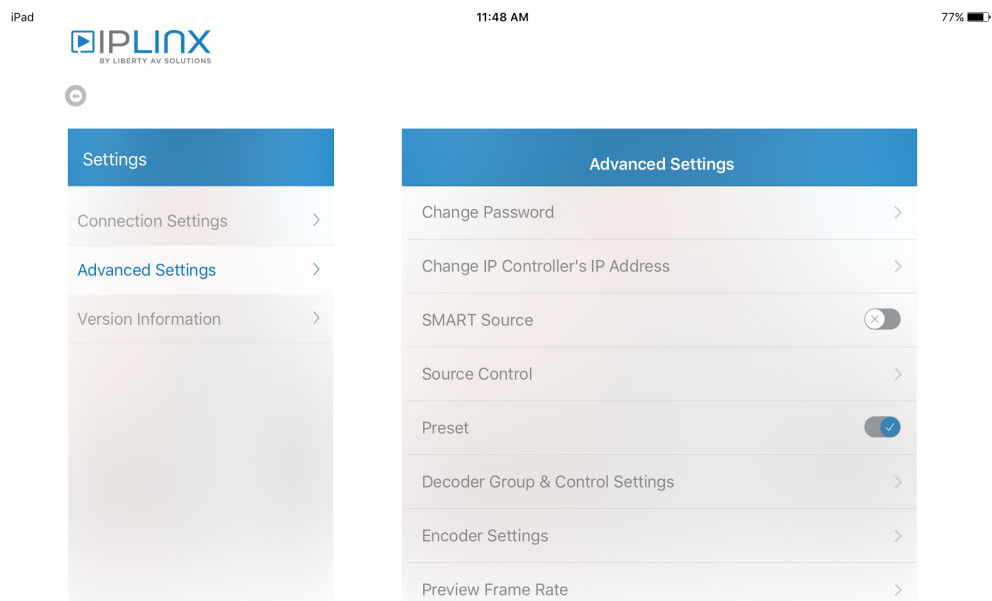 iPad
11:48 AM
77%
IPLINX
BY LIBERTY AV SOLUTIONS
Settings
Connection Settings
Advanced Settings
Version Information
Advanced Settings
Change Password
Change IP Controller's IP Address
SMART Source
Source Control
Preset
Decoder Group & Control Settings
Encoder Settings
Preview Frame Rate